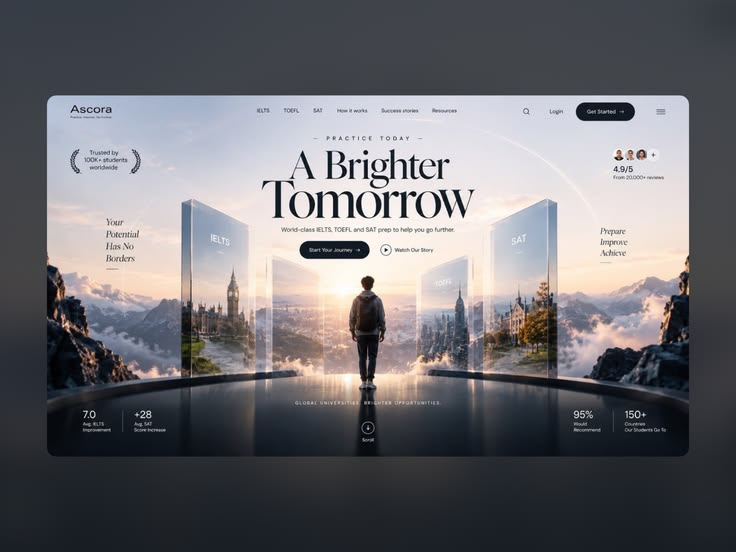 Ascora
IELTS TOEFL SAT How it works Success stories Resources
Login
Get Started →
— PRACTICE TODAY —
A Brighter
Tomorrow
World-class IELTS, TOEFL and SAT prep to help you go further.
Start Your Journey →
Watch Our Story
Trusted by
100K+ students
worldwide
+
4.9/5
From 20,000+ reviews
Your
Potential
Has No
Borders
Prepare
Improve
Achieve
IELTS
TOEFL
SAT
GLOBAL UNIVERSITIES. BRIGHTER OPPORTUNITIES.
Scroll
7.0
Avg. IELTS
Improvement
+28
Avg. SAT
Score Increase
95%
Would
Recommend
150+
Countries
Our Students Go To